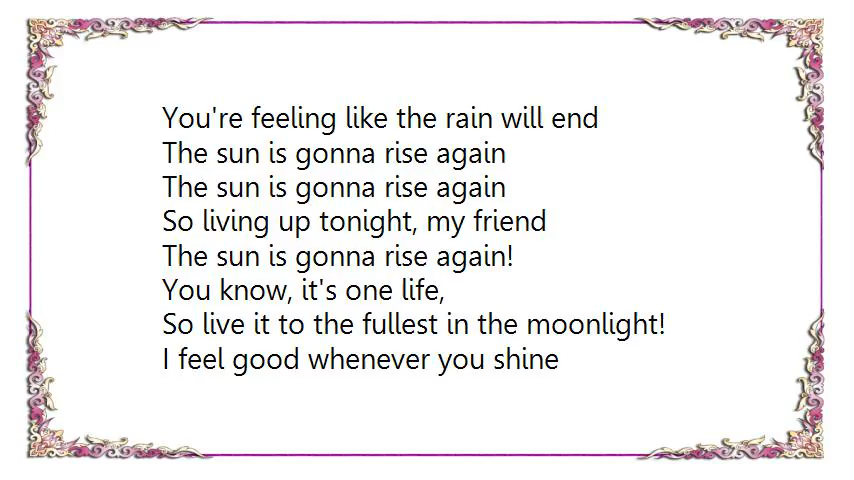 You're feeling like the rain will end
The sun is gonna rise again
The sun is gonna rise again
So living up tonight, my friend
The sun is gonna rise again!
You know, it's one life,
So live it to the fullest in the moonlight!
I feel good whenever you shine